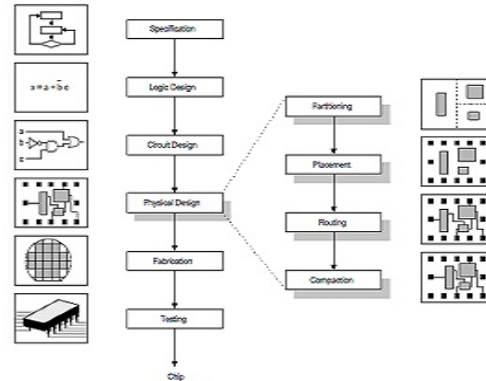 Specification
x = a + b c
Logic Design
a
b
c
Circuit Design
Physical Design
Fabrication
Testing
Chip
Partitioning
Placement
Routing
Compaction